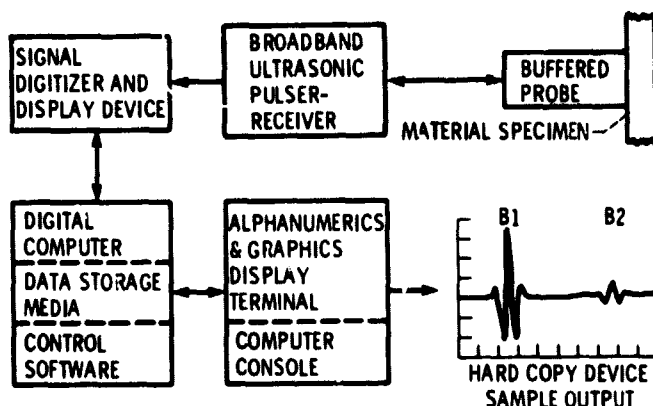 SIGNAL
DIGITIZER AND
DISPLAY DEVICE
BROADBAND
ULTRASONIC
PULSER-
RECEIVER
BUFFERED
PROBE
MATERIAL SPECIMEN
DIGITAL
COMPUTER
DATA STORAGE
MEDIA
CONTROL
SOFTWARE
ALPHANUMERICS
& GRAPHICS
DISPLAY
TERMINAL
COMPUTER
CONSOLE
B1
B2
HARD COPY DEVICE
SAMPLE OUTPUT